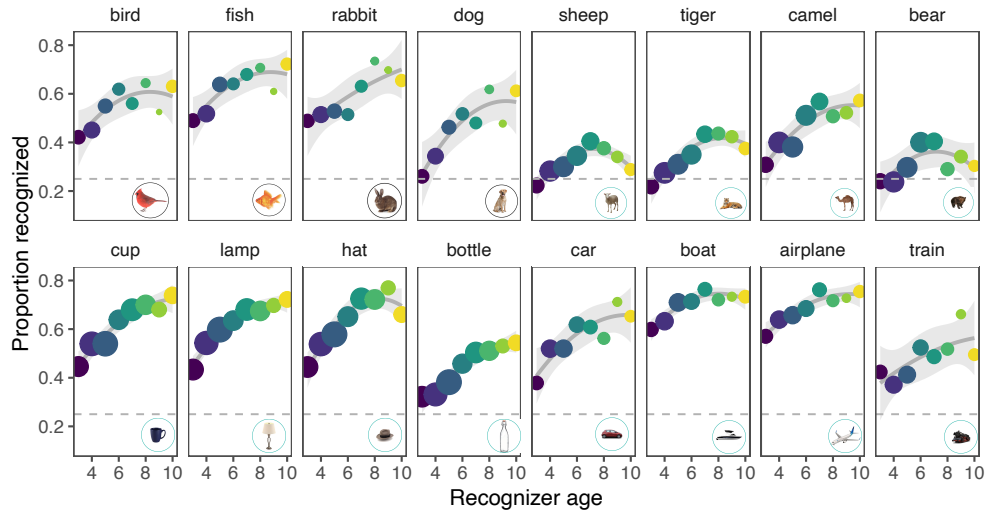 bird fish rabbit dog sheep tiger camel bear
0.8
0.6
0.4
0.2
cup lamp hat bottle car boat airplane train
0.8
0.6
0.4
0.2
4 6 8 10 4 6 8 10 4 6 8 10 4 6 8 10 4 6 8 10 4 6 8 10 4 6 8 10 4 6 8 10
Recognizer age
Proportion recognized